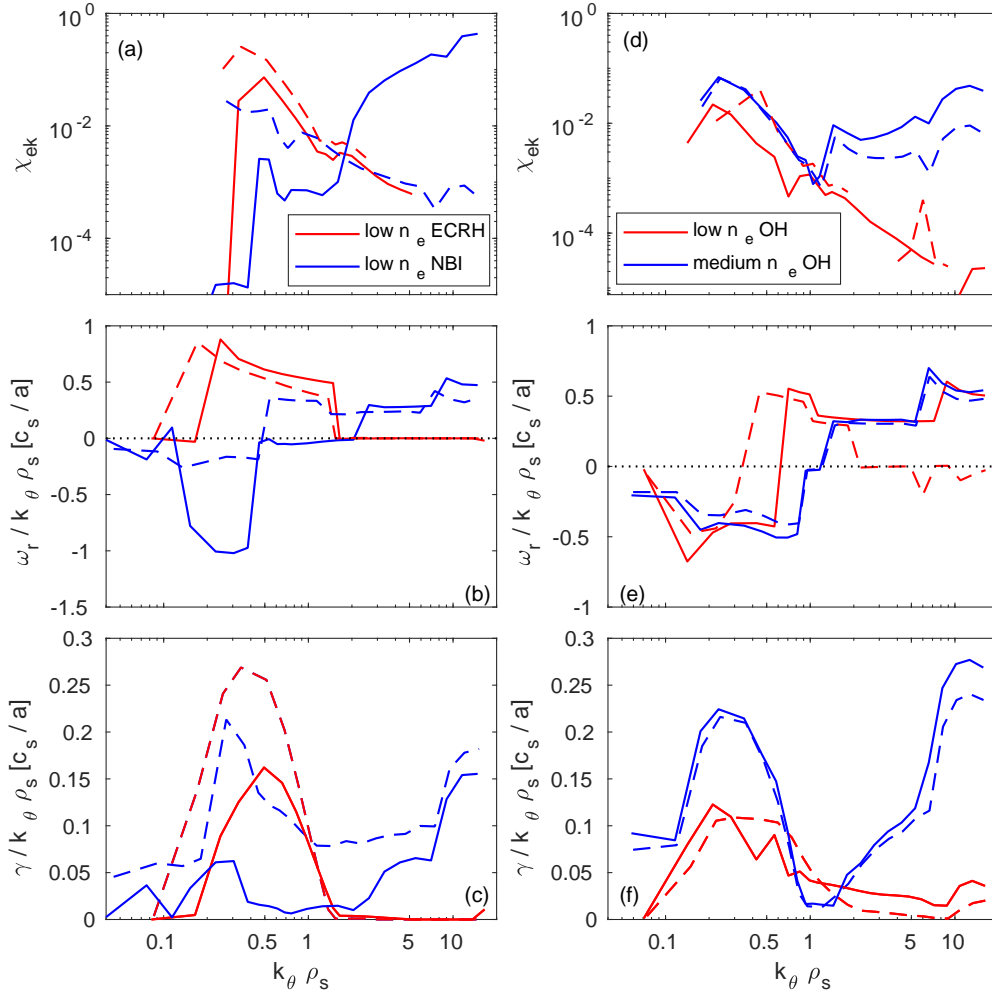 (a)
10^0
10^-2
10^-4
χ_ek
low n_e ECRH
low n_e NBI
(d)
10^0
10^-2
10^-4
χ_ek
low n_e OH
medium n_e OH
1
0.5
0
-0.5
-1
-1.5
ω_r / k_θ ρ_s [c_s / a]
(b)
1
0.5
0
-0.5
-1
ω_r / k_θ ρ_s [c_s / a]
(e)
0.3
0.25
0.2
0.15
0.1
0.05
0
γ / k_θ ρ_s [c_s / a]
(c)
0.1 0.5 1 5 10
k_θ ρ_s
0.3
0.25
0.2
0.15
0.1
0.05
0
γ / k_θ ρ_s [c_s / a]
(f)
0.1 0.5 1 5 10
k_θ ρ_s